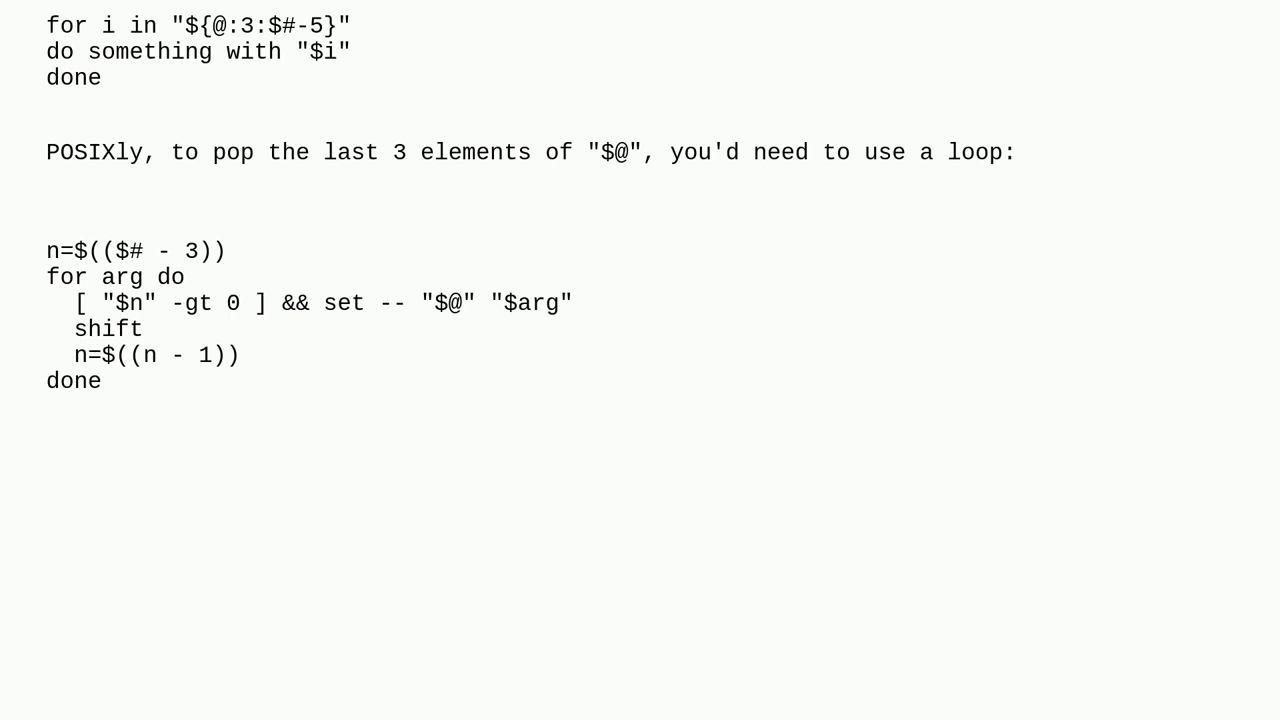 for i in "${@:3:$#-5}"
do something with "$i"
done
POSIXly, to pop the last 3 elements of "$@", you'd need to use a loop:
n=$(($# - 3))
for arg do
  [ "$n" -gt 0 ] && set -- "$@" "$arg"
  shift
  n=$((n - 1))
done